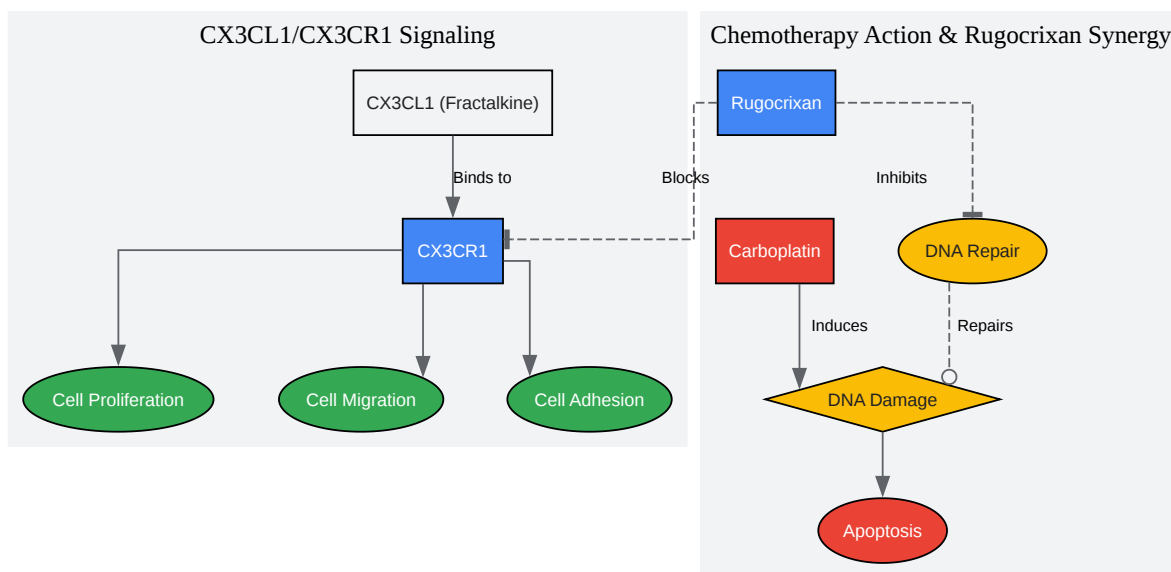 CX3CL1/CX3CR1 Signaling
Chemotherapy Action & Rugocrixan Synergy
CX3CL1 (Fractalkine)
Rugocrixan
Binds to
Blocks
Inhibits
CX3CR1
Carboplatin
DNA Repair
Induces
Repairs
Cell Proliferation
Cell Migration
Cell Adhesion
DNA Damage
Apoptosis